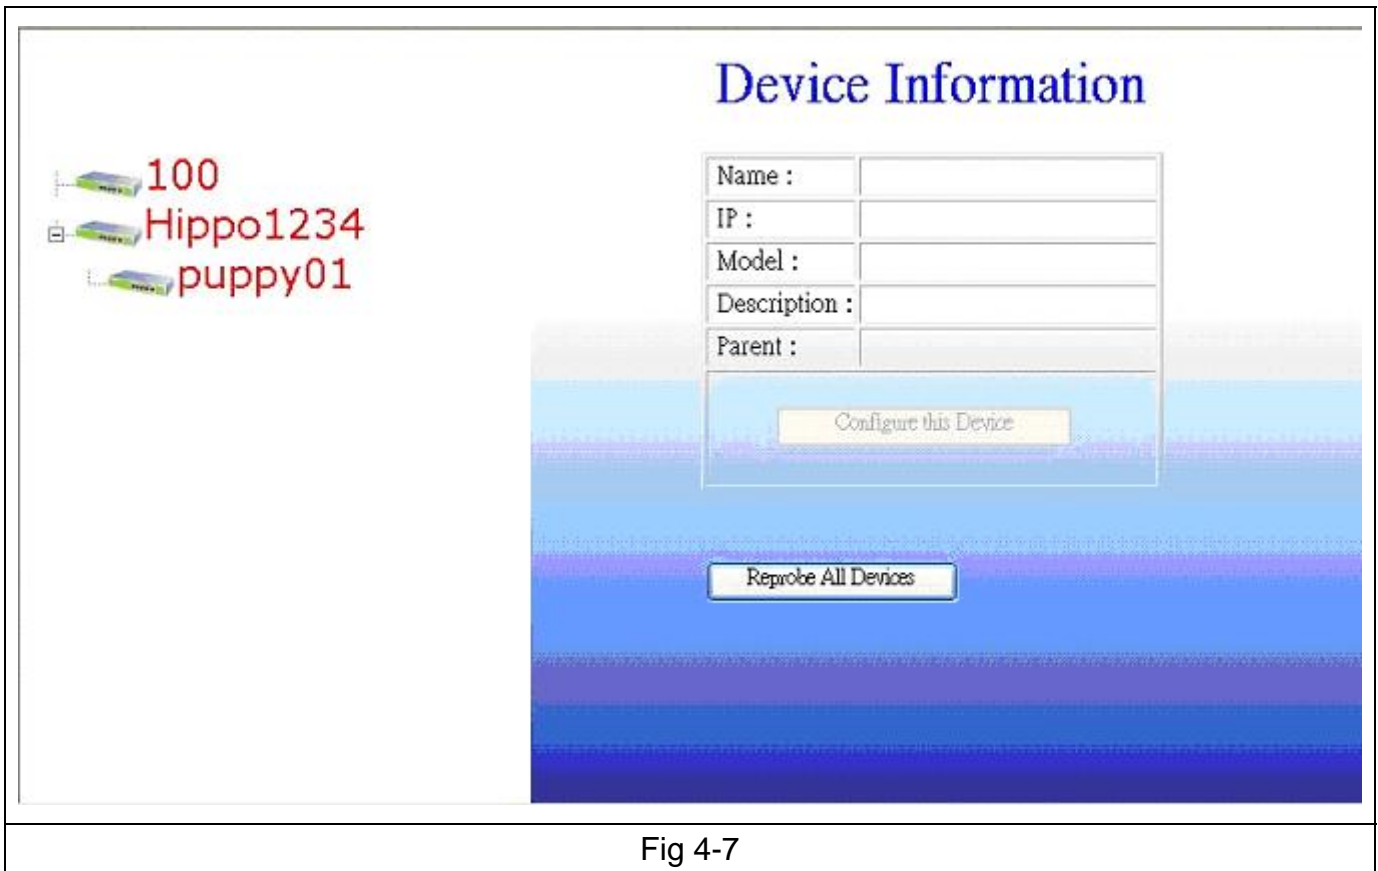 Device Information
100
Hippo1234
puppy01
Name :
IP :
Model :
Description :
Parent :
Configure this Device
Reprobe All Devices
Fig 4-7